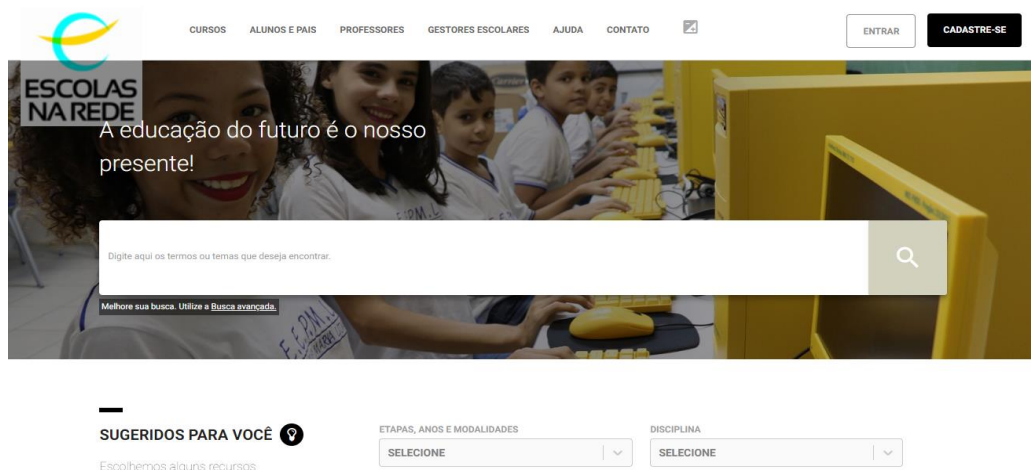 CURSOS ALUNOS E PAIS PROFESSORES GESTORES ESCOLARES AJUDA CONTATO ENTRAR CADASTRE-SE
ESCOLAS
NA REDE
A educação do futuro é o nosso
presente!
Digite aqui os termos ou temas que deseja encontrar.
Melhore sua busca. Utilize a Busca avançada.
SUGERIDOS PARA VOCÊ
Escolhemos alguns recursos
ETAPAS, ANOS E MODALIDADES
SELECIONE
DISCIPLINA
SELECIONE